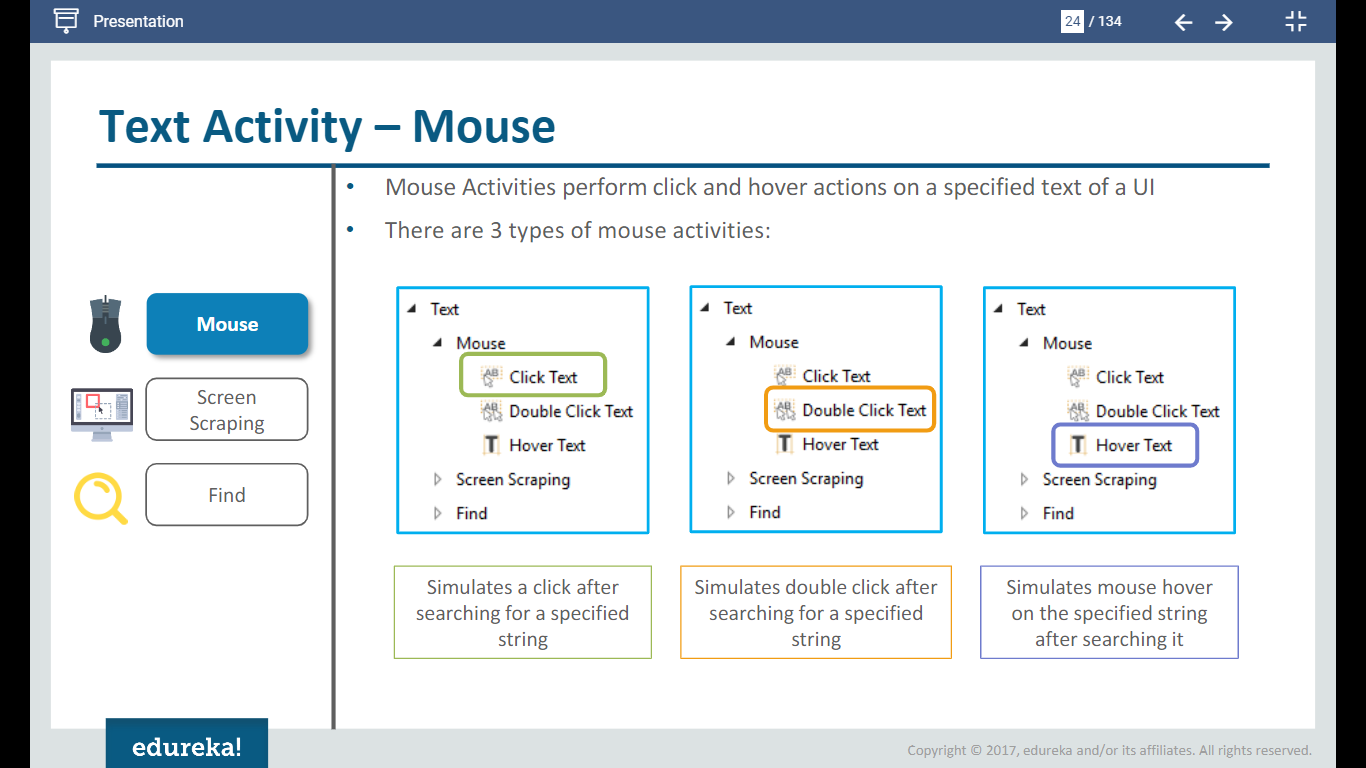 Presentation
24 / 134
Text Activity – Mouse
• Mouse Activities perform click and hover actions on a specified text of a UI
• There are 3 types of mouse activities:
Mouse
Screen
Scraping
Find
Text
Mouse
Click Text
Double Click Text
Hover Text
Screen Scraping
Find
Text
Mouse
Click Text
Double Click Text
Hover Text
Screen Scraping
Find
Text
Mouse
Click Text
Double Click Text
Hover Text
Screen Scraping
Find
Simulates a click after
searching for a specified
string
Simulates double click after
searching for a specified
string
Simulates mouse hover
on the specified string
after searching it
edureka!
Copyright © 2017, edureka and/or its affiliates. All rights reserved.